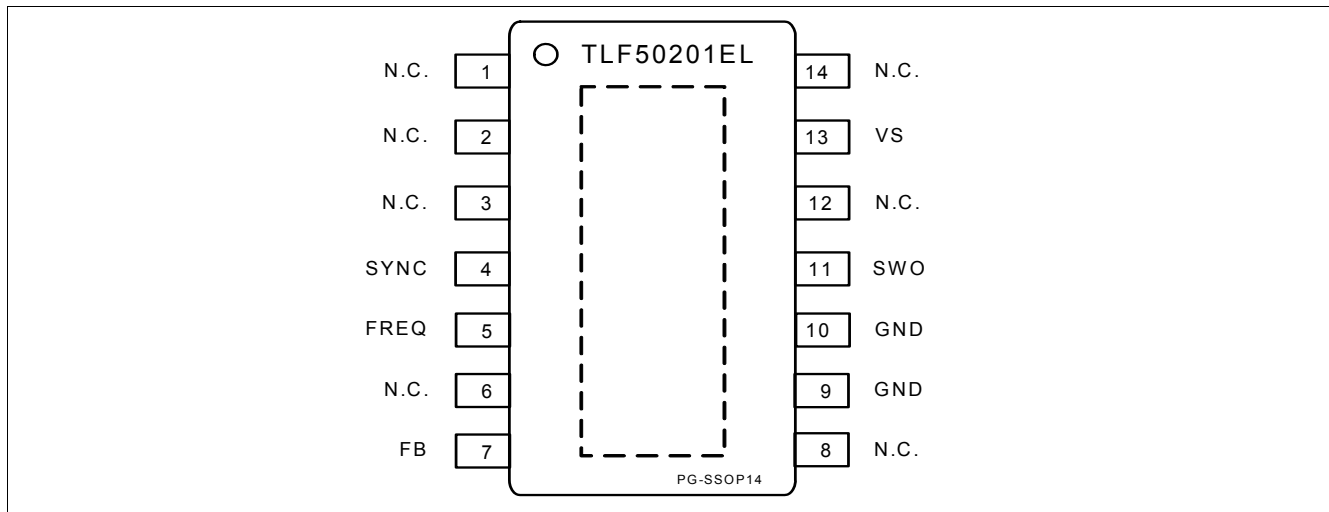 TLF50201EL
N.C. 1 14 N.C.
N.C. 2 13 VS
N.C. 3 12 N.C.
SYNC 4 11 SWO
FREQ 5 10 GND
N.C. 6 9 GND
FB 7 8 N.C.
PG-SSOP14